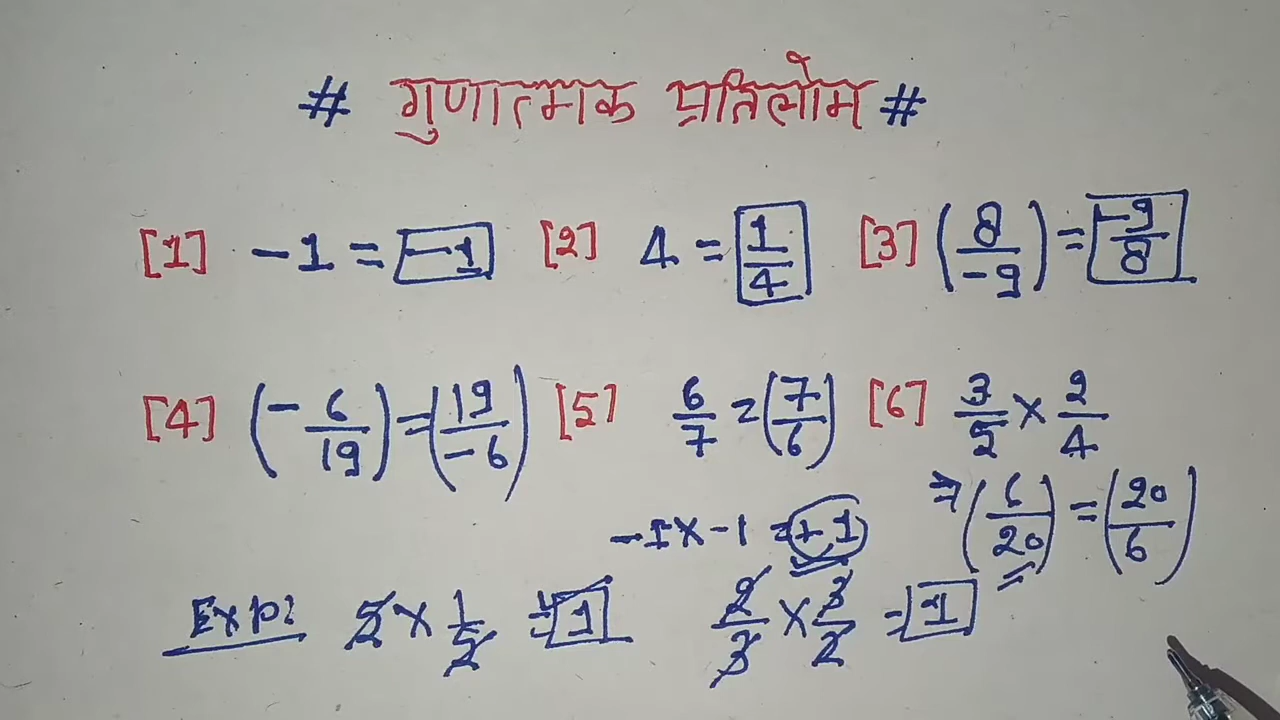 # गुणात्मक प्रतिलोम #
[1] -1 = -1 [2] 4 = 1/4 [3] (8/-9) = -9/8
[4] (-6/19) = (19/-6) [5] 6/7 = (7/6) [6] 3/5 × 2/4
⇒ (6/20) = (20/6)
-1 × -1 = +1
Exp: 2 × 1/2 = 1 2/3 × 3/2 = 1